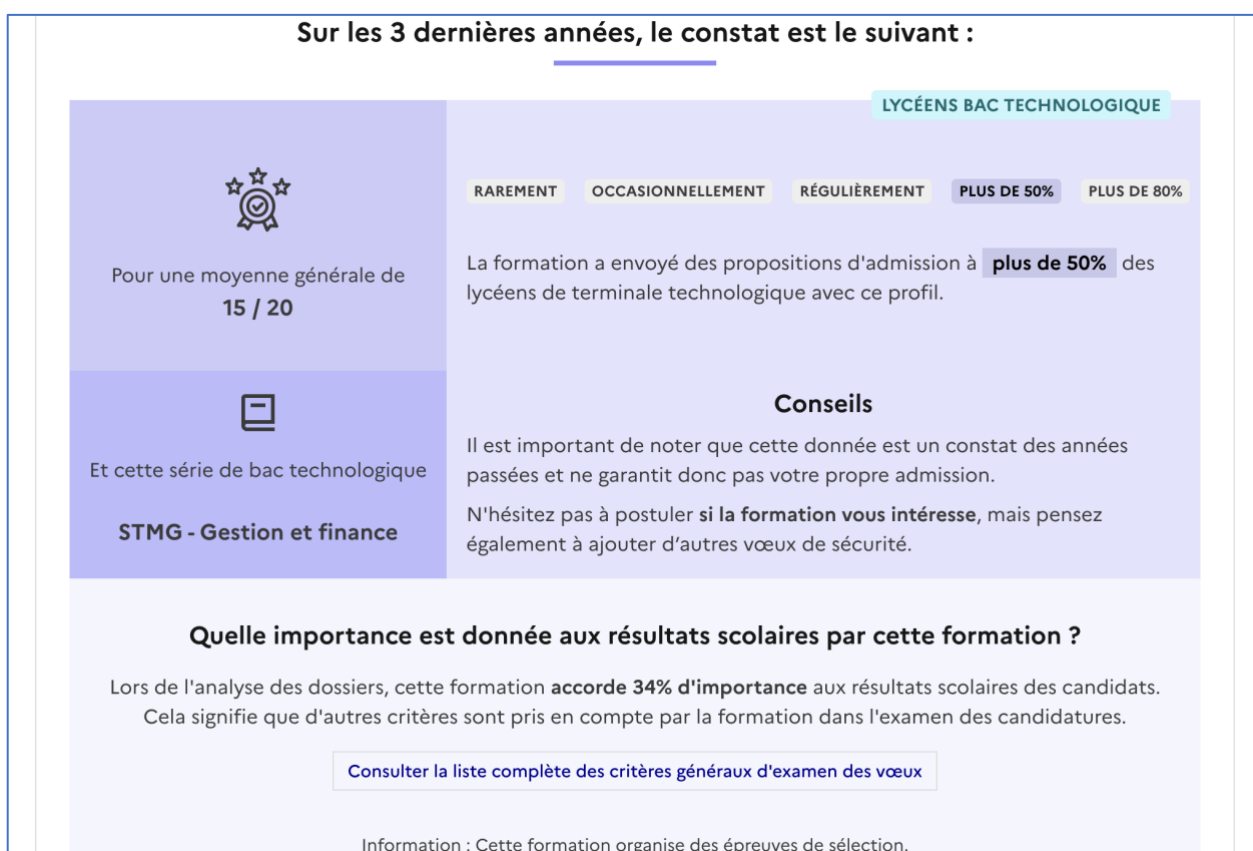 Sur les 3 dernières années, le constat est le suivant :
LYCÉENS BAC TECHNOLOGIQUE
Pour une moyenne générale de
15 / 20
RAREMENT OCCASIONNELLEMENT RÉGULIÈREMENT PLUS DE 50% PLUS DE 80%
La formation a envoyé des propositions d'admission à plus de 50% des
lycéens de terminale technologique avec ce profil.
Et cette série de bac technologique
STMG - Gestion et finance
Conseils
Il est important de noter que cette donnée est un constat des années
passées et ne garantit donc pas votre propre admission.
N'hésitez pas à postuler si la formation vous intéresse, mais pensez
également à ajouter d’autres vœux de sécurité.
Quelle importance est donnée aux résultats scolaires par cette formation ?
Lors de l'analyse des dossiers, cette formation accorde 34% d'importance aux résultats scolaires des candidats.
Cela signifie que d'autres critères sont pris en compte par la formation dans l'examen des candidatures.
Consulter la liste complète des critères généraux d'examen des vœux
Information : Cette formation organise des épreuves de sélection.